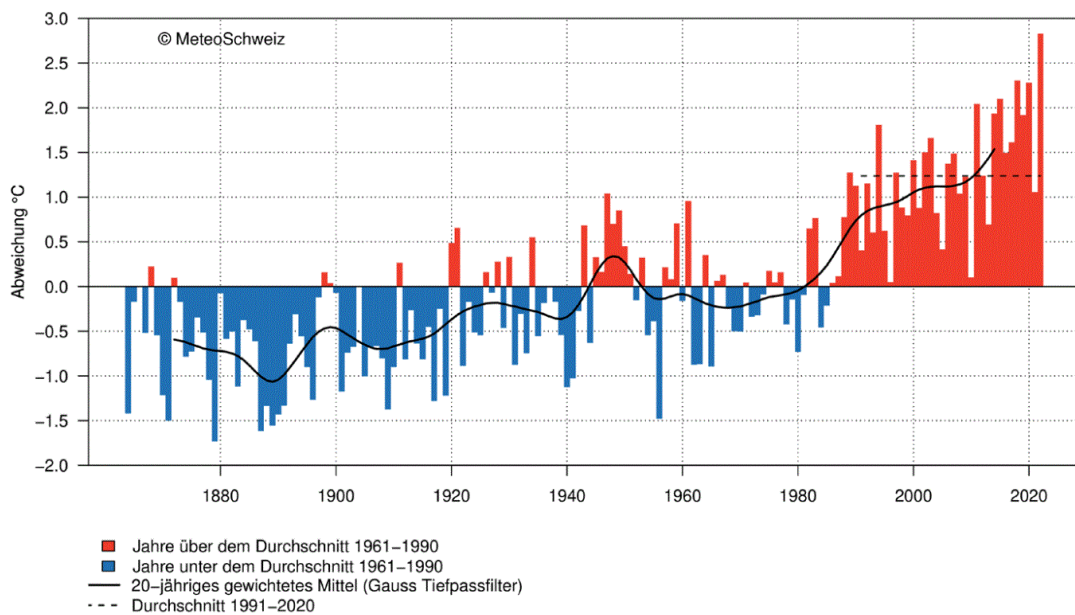 3.0
© MeteoSchweiz
2.5
2.0
1.5
1.0
0.5
0.0
−0.5
−1.0
−1.5
−2.0
Abweichung °C
1880 1900 1920 1940 1960 1980 2000 2020
Jahre über dem Durchschnitt 1961−1990
Jahre unter dem Durchschnitt 1961−1990
20−jähriges gewichtetes Mittel (Gauss Tiefpassfilter)
Durchschnitt 1991−2020